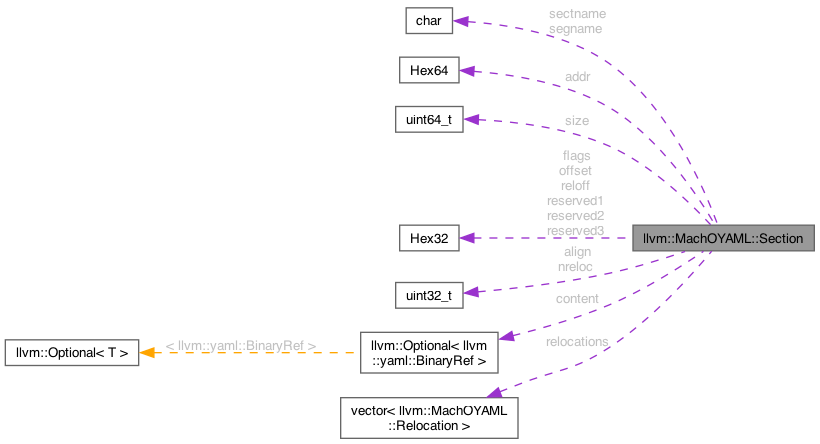 sectname
segname
char
Hex64
addr
uint64_t
size
flags
offset
reloff
reserved1
reserved2
reserved3
Hex32
llvm::MachOYAML::Section
align
nreloc
uint32_t
content
llvm::Optional< T >
< llvm::yaml::BinaryRef >
llvm::Optional< llvm
::yaml::BinaryRef >
relocations
vector< llvm::MachOYAML
::Relocation >